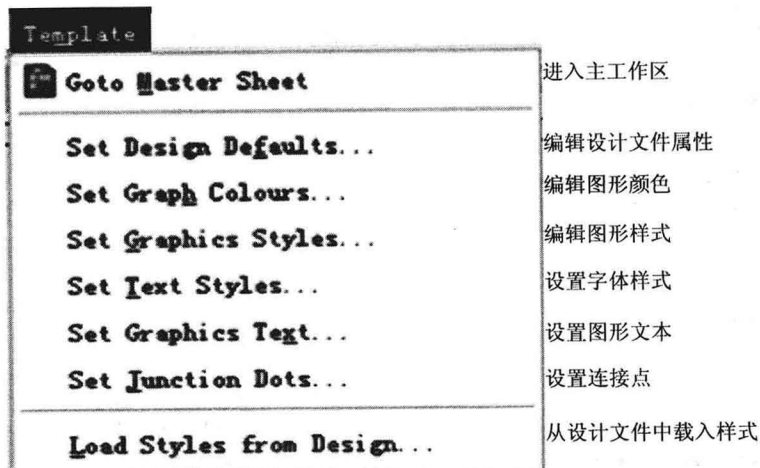 Template
Goto Master Sheet 进入主工作区
Set Design Defaults... 编辑设计文件属性
Set Graph Colours... 编辑图形颜色
Set Graphics Styles... 编辑图形样式
Set Text Styles... 设置字体样式
Set Graphics Text... 设置图形文本
Set Junction Dots... 设置连接点
Load Styles from Design... 从设计文件中载入样式